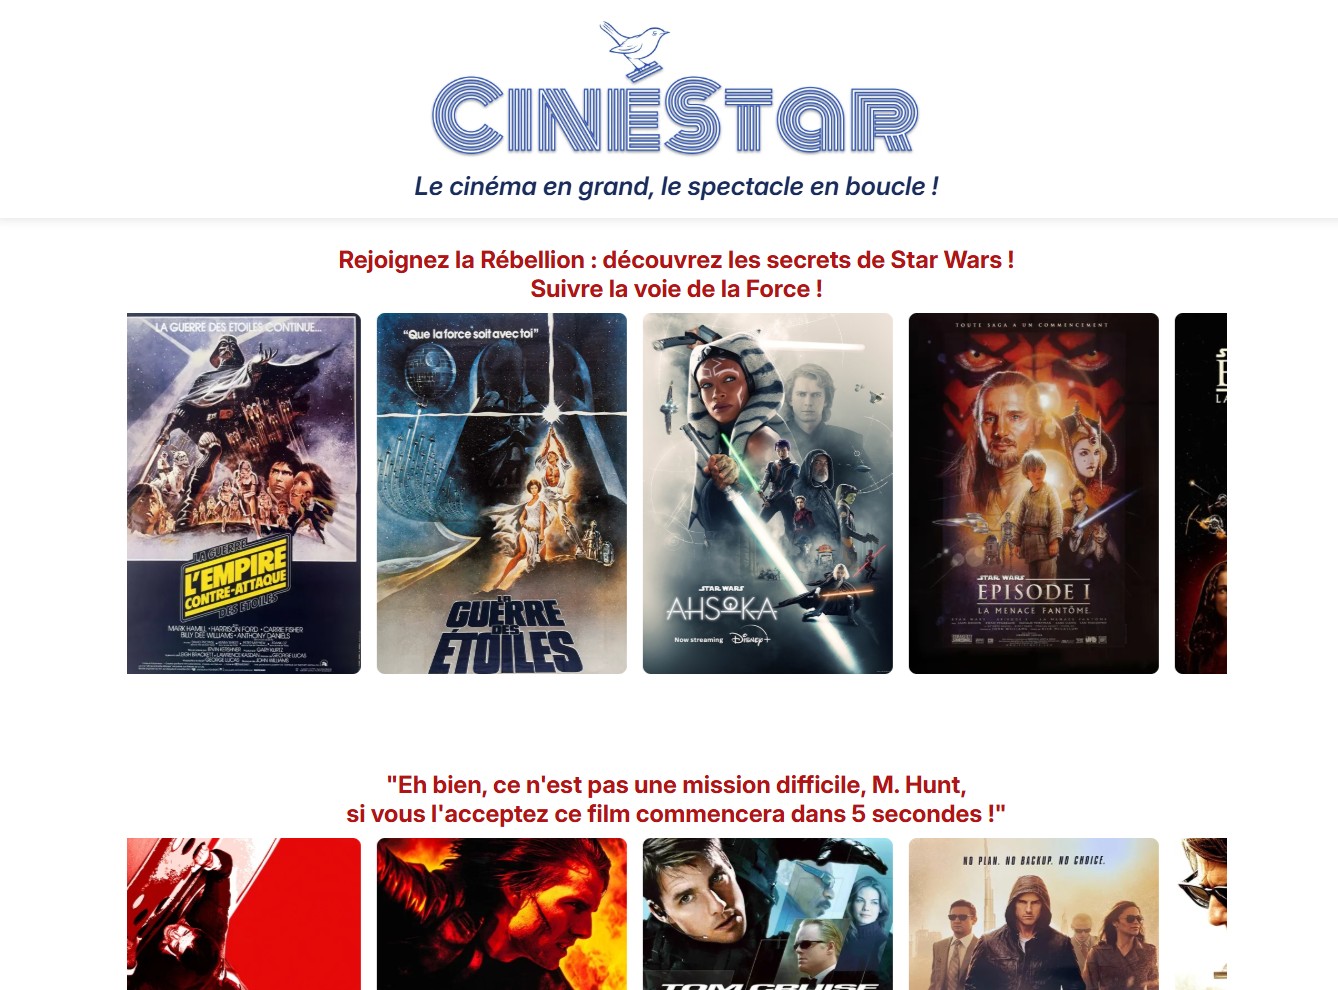 CINÉSTAR
Le cinéma en grand, le spectacle en boucle !
Rejoignez la Rébellion : découvrez les secrets de Star Wars !
Suivre la voie de la Force !
LA GUERRE DES ETOILES CONTINUE...
LA GUERRE
L'EMPIRE
CONTRE-ATTAQUE
DES ETOILES
MARK HAMILL • HARRISON FORD • CARRIE FISHER
BILLY DEE WILLIAMS • ANTHONY DANIELS
"Que la force soit avec toi"
LA
GUERRE
DES
ÉTOILES
STAR WARS
AHSOKA
Now streaming Disney+
TOUTE SAGA A UN COMMENCEMENT
STAR WARS
EPISODE I
LA MENACE FANTÔME
"Eh bien, ce n'est pas une mission difficile, M. Hunt,
si vous l'acceptez ce film commencera dans 5 secondes !"
TOM CRUISE
NO PLAN. NO BACKUP. NO CHOICE.